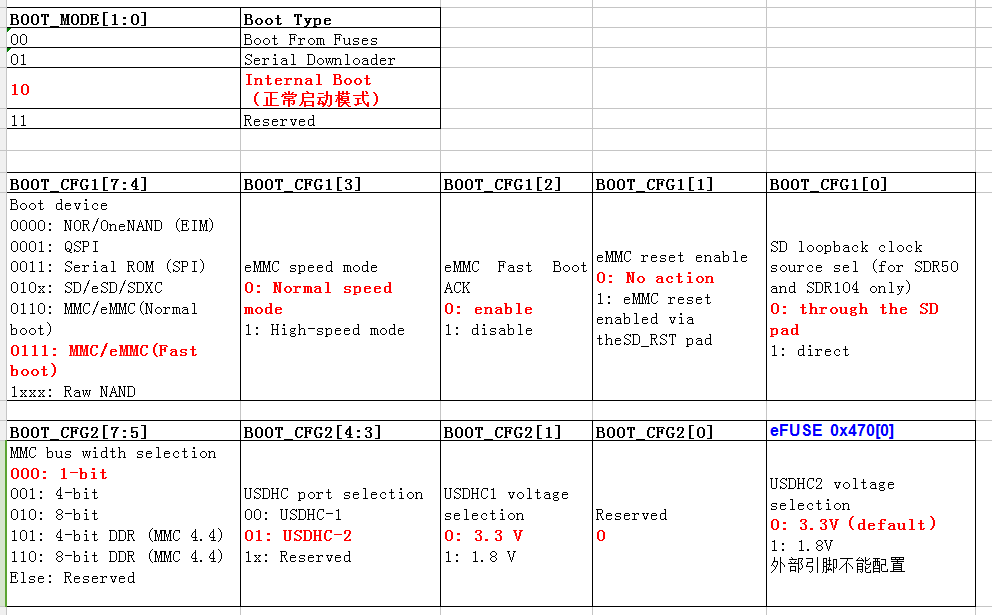 BOOT_MODE[1:0] Boot Type
00 Boot From Fuses
01 Serial Downloader
10 Internal Boot
（正常启动模式）
11 Reserved
BOOT_CFG1[7:4] BOOT_CFG1[3] BOOT_CFG1[2] BOOT_CFG1[1] BOOT_CFG1[0]
Boot device
0000: NOR/OneNAND (EIM)
0001: QSPI
0011: Serial ROM (SPI)
010x: SD/eSD/SDXC
0110: MMC/eMMC(Normal
boot)
0111: MMC/eMMC(Fast
boot)
1xxx: Raw NAND
eMMC speed mode
0: Normal speed
mode
1: High-speed mode
eMMC Fast Boot
ACK
0: enable
1: disable
eMMC reset enable
0: No action
1: eMMC reset
enabled via
theSD_RST pad
SD loopback clock
source sel (for SDR50
and SDR104 only)
0: through the SD
pad
1: direct
BOOT_CFG2[7:5] BOOT_CFG2[4:3] BOOT_CFG2[1] BOOT_CFG2[0] eFUSE 0x470[0]
MMC bus width selection
000: 1-bit
001: 4-bit
010: 8-bit
101: 4-bit DDR (MMC 4.4)
110: 8-bit DDR (MMC 4.4)
Else: Reserved
USDHC port selection
00: USDHC-1
01: USDHC-2
1x: Reserved
USDHC1 voltage
selection
0: 3.3 V
1: 1.8 V
Reserved
0
USDHC2 voltage
selection
0: 3.3V（default）
1: 1.8V
外部引脚不能配置